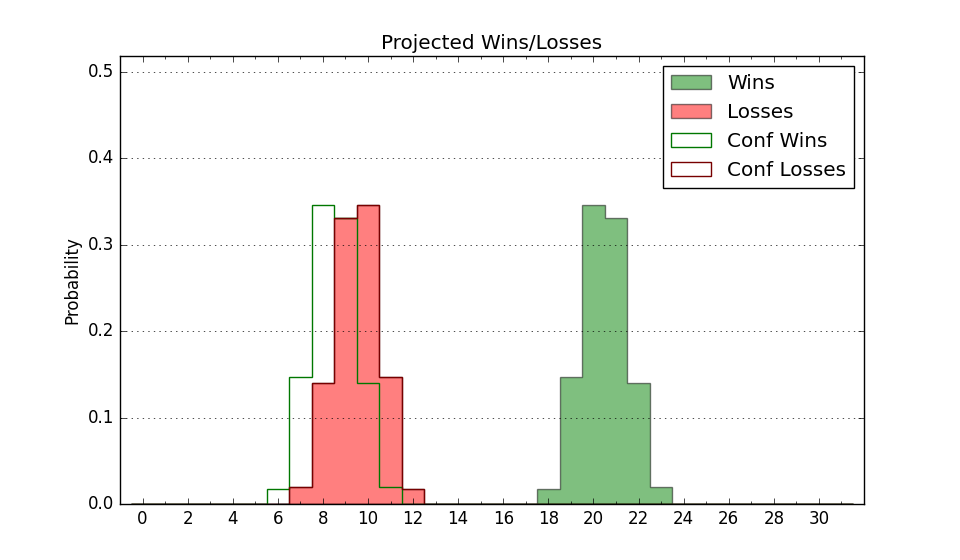 Projected Wins/Losses
Wins
Losses
Conf Wins
Conf Losses
Probability
0.5
0.4
0.3
0.2
0.1
0.0
0 2 4 6 8 10 12 14 16 18 20 22 24 26 28 30